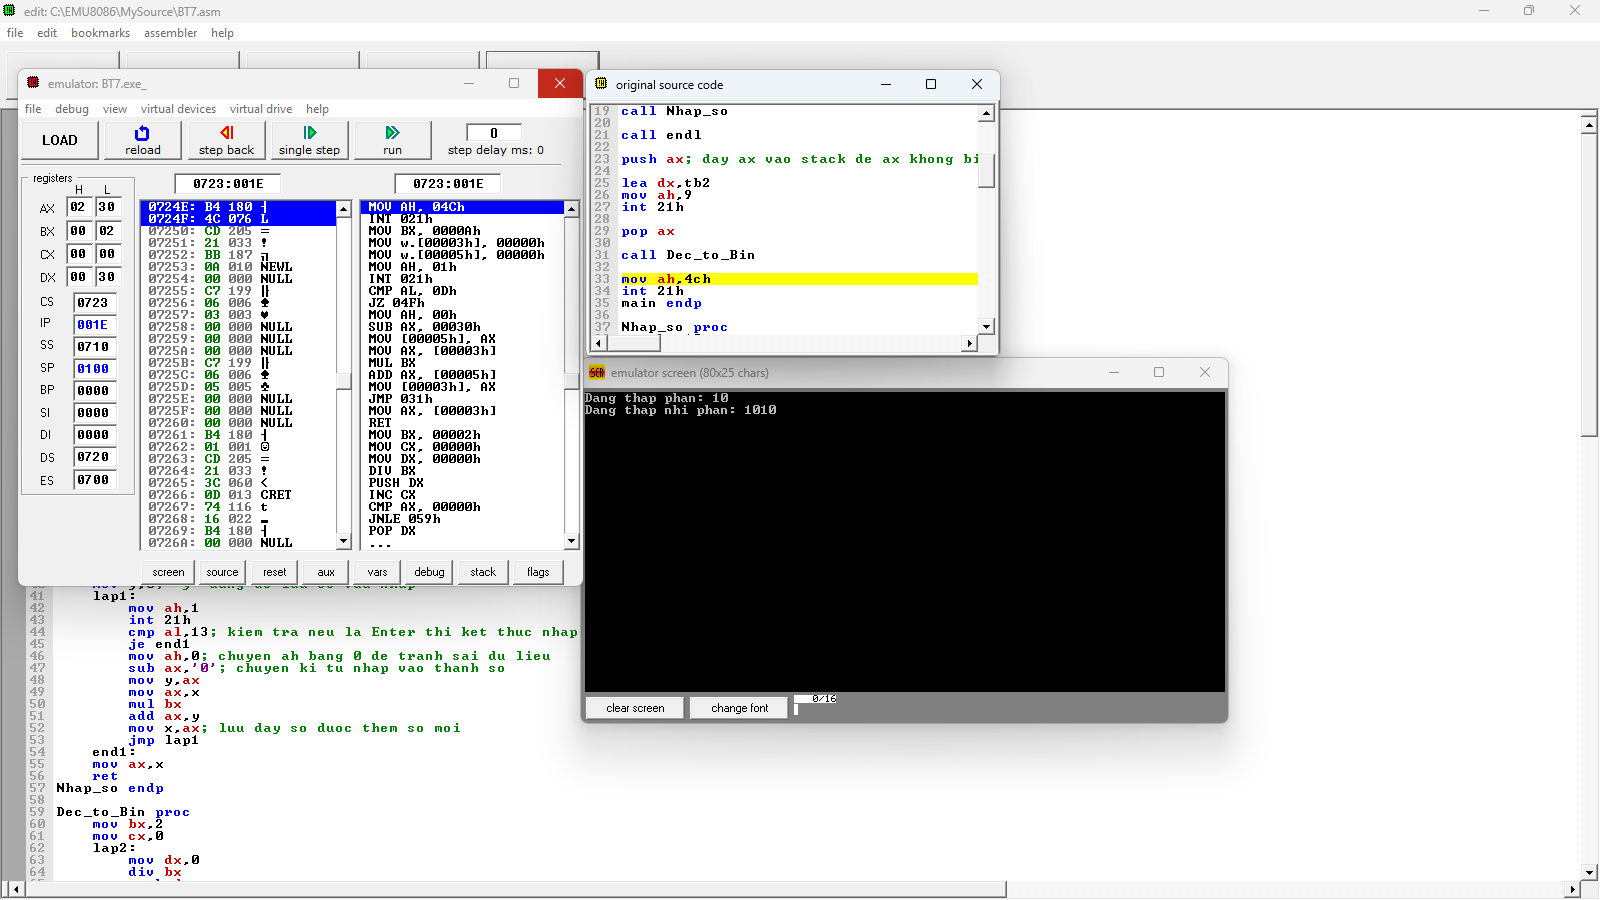 edit: C:\EMU8086\MySource\BT7.asm
file edit bookmarks assembler help
emulator: BT7.exe_
file debug view virtual devices virtual drive help
LOAD reload step back single step run 0 step delay ms: 0
registers
H L
AX 02 30
BX 00 02
CX 00 00
DX 00 30
CS 0723
IP 001E
SS 0710
SP 0100
BP 0000
SI 0000
DI 0000
DS 0720
ES 0700
0723:001E
0724E: B4 180 ┤
0724F: 4C 076 L
07250: CD 205 =
07251: 21 033 !
07252: BB 187 ╗
07253: 0A 010 NEWL
07254: 00 000 NULL
07255: C7 199 ╟
07256: 06 006 ♠
07257: 03 003 ♥
07258: 00 000 NULL
07259: 00 000 NULL
0725A: 00 000 NULL
0725B: C7 199 ╟
0725C: 06 006 ♠
0725D: 05 005 ♣
0725E: 00 000 NULL
0725F: 00 000 NULL
07260: 00 000 NULL
07261: B4 180 ┤
07262: 01 001 ☺
07263: CD 205 =
07264: 21 033 !
07265: 3C 060 <
07266: 0D 013 CRET
07267: 74 116 t
07268: 16 022 ▬
07269: B4 180 ┤
0726A: 00 000 NULL
0723:001E
MOV AH, 04Ch
INT 021h
MOV BX, 0000Ah
MOV w.[00003h], 00000h
MOV w.[00005h], 00000h
MOV AH, 01h
INT 021h
CMP AL, 0Dh
JZ 04Fh
MOV AH, 00h
SUB AX, 00030h
MOV [00005h], AX
MOV AX, [00003h]
MUL BX
ADD AX, [00005h]
MOV [00003h], AX
JMP 031h
MOV AX, [00003h]
RET
MOV BX, 00002h
MOV CX, 00000h
MOV DX, 00000h
DIV BX
PUSH DX
INC CX
CMP AX, 00000h
JNLE 059h
POP DX
...
screen source reset aux vars debug stack flags
original source code
19 call Nhap_so
20
21 call endl
22
23 push ax; day ax vao stack de ax khong bi
24
25 lea dx,tb2
26 mov ah,9
27 int 21h
28
29 pop ax
30
31 call Dec_to_Bin
32
33 mov ah,4ch
34 int 21h
35 main endp
36
37 Nhap_so proc
emulator screen (80x25 chars)
Dang thap phan: 10
Dang thap nhi phan: 1010
clear screen change font 0/16
41 lap1:
42 mov ah,1
43 int 21h
44 cmp al,13; kiem tra neu la Enter thi ket thuc nhap
45 je end1
46 mov ah,0; chuyen ah bang 0 de tranh sai du lieu
47 sub ax,'0'; chuyen ki tu nhap vao thanh so
48 mov y,ax
49 mov ax,x
50 mul bx
51 add ax,y
52 mov x,ax; luu day so duoc them so moi
53 jmp lap1
54 end1:
55 mov ax,x
56 ret
57 Nhap_so endp
58
59 Dec_to_Bin proc
60 mov bx,2
61 mov cx,0
62 lap2:
63 mov dx,0
64 div bx